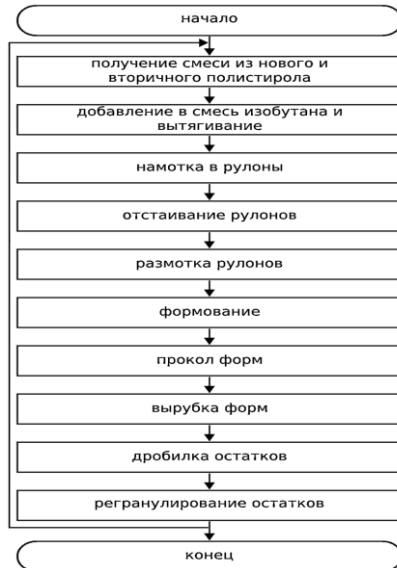 начало
получение смеси из нового и
вторичного полистирола
добавление в смесь изобутана и
вытягивание
намотка в рулоны
отстаивание рулонов
размотка рулонов
формование
прокол форм
вырубка форм
дробилка остатков
регранулирование остатков
конец